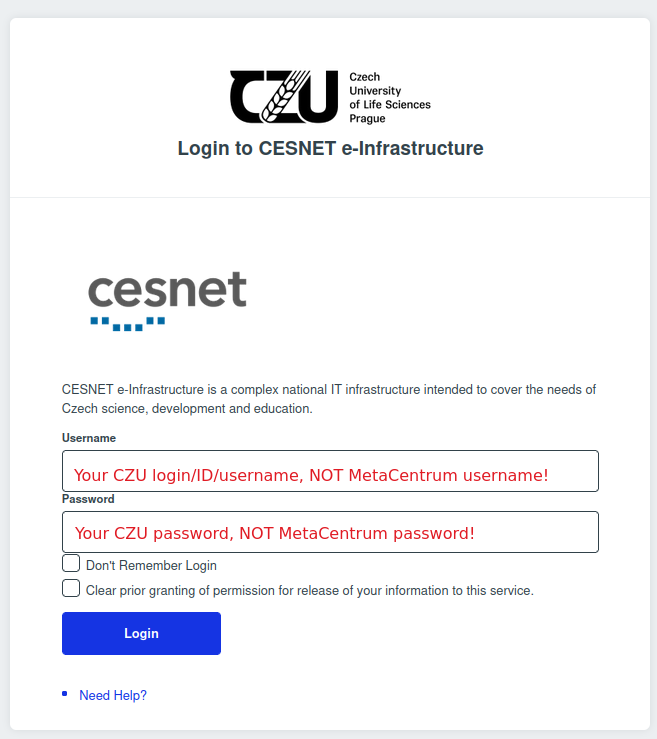 CZU
Czech
University
of Life Sciences
Prague
Login to CESNET e-Infrastructure
cesnet
CESNET e-Infrastructure is a complex national IT infrastructure intended to cover the needs of
Czech science, development and education.
Username
Your CZU login/ID/username, NOT MetaCentrum username!
Password
Your CZU password, NOT MetaCentrum password!
Don't Remember Login
Clear prior granting of permission for release of your information to this service.
Login
Need Help?